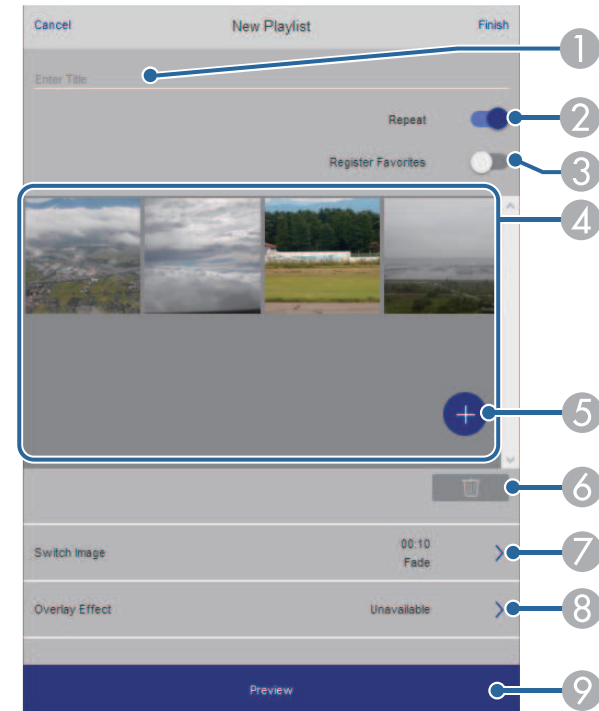 Cancel New Playlist Finish
1
Enter Title
Repeat 2
Register Favorites 3
4
5
6
Switch Image 00:10 7
Fade
Overlay Effect Unavailable 8
Preview 9